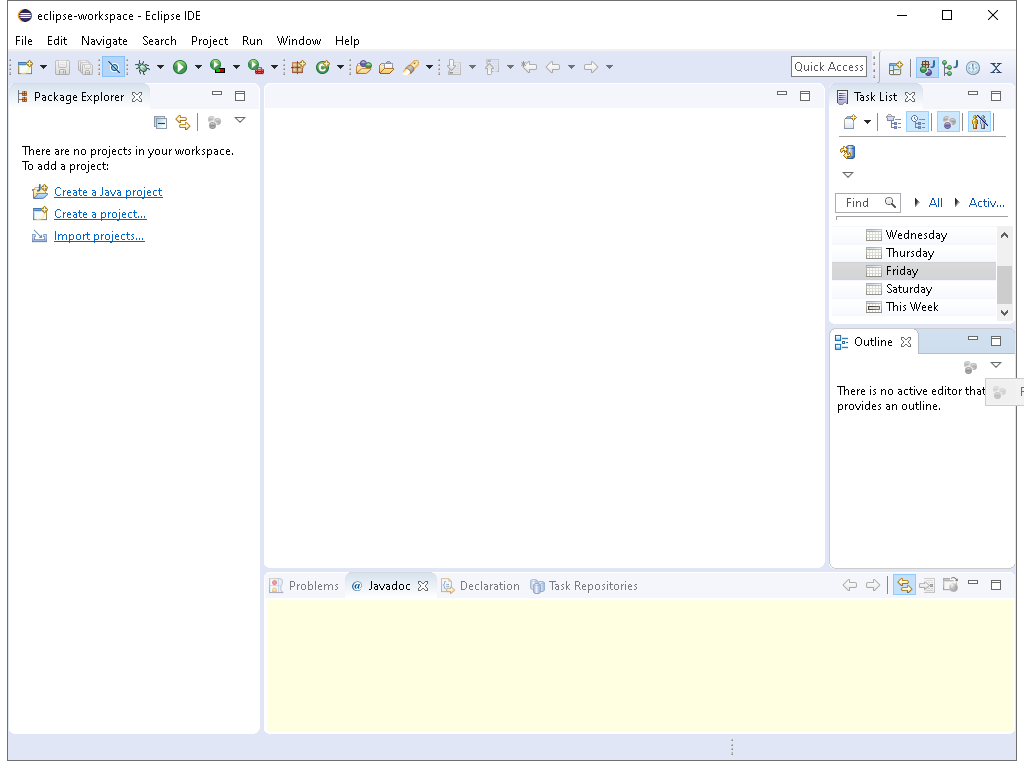 eclipse-workspace - Eclipse IDE
File Edit Navigate Search Project Run Window Help
Quick Access
Package Explorer
There are no projects in your workspace.
To add a project:
Create a Java project
Create a project...
Import projects...
Task List
Find All Activ...
Wednesday
Thursday
Friday
Saturday
This Week
Outline
There is no active editor that
provides an outline.
Problems @ Javadoc Declaration Task Repositories